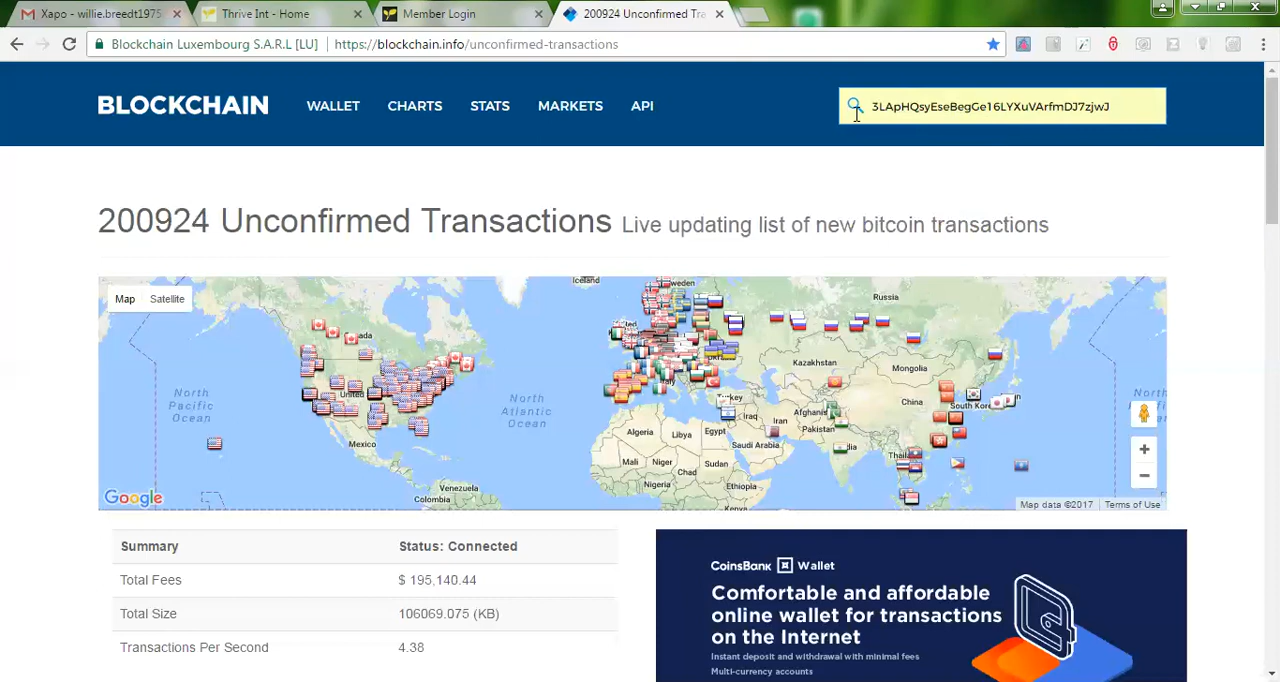 Xapo - willie.breedt1975
Thrive Int - Home
Member Login
200924 Unconfirmed Tra
Blockchain Luxembourg S.A.R.L [LU]
https://blockchain.info/unconfirmed-transactions
BLOCKCHAIN
WALLET
CHARTS
STATS
MARKETS
API
3LApHQsyEseBegGe16LYXuVArfmDJ7zjwJ
200924 Unconfirmed Transactions Live updating list of new bitcoin transactions
Map
Satellite
Iceland
Sweden
Russia
North
Pacific
Ocean
North
Atlantic
Ocean
Kazakhstan
Mongolia
China
South Korea
Turkey
Iraq
Iran
Pakistan
Algeria
Libya
Egypt
Saudi Arabia
Mexico
Mali
Niger
Chad
Sudan
Nigeria
Ethiopia
Venezuela
Colombia
Kenya
Google
Map data ©2017
Terms of Use
Summary
Status: Connected
Total Fees
$ 195,140.44
Total Size
106069.075 (KB)
Transactions Per Second
4.38
CoinsBank Wallet
Comfortable and affordable
online wallet for transactions
on the Internet
Instant deposit and withdrawal with minimal fees
Multi-currency accounts